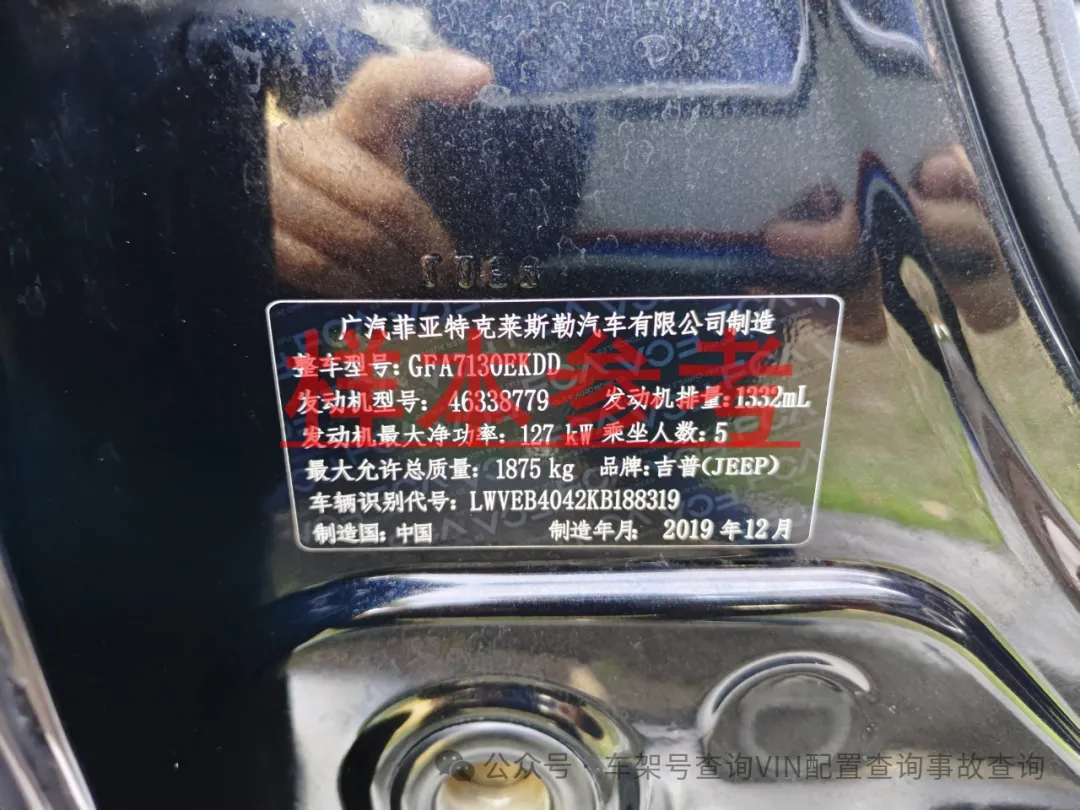 广汽菲亚特克莱斯勒汽车有限公司制造
整车型号: GFA7130EKDD
发动机型号: 46338779 发动机排量: 1332mL
发动机最大净功率: 127 kW 乘坐人数: 5
最大允许总质量: 1875 kg 品牌: 吉普(JEEP)
车辆识别代号: LWVEB4042KB188319
制造国: 中国 制造年月: 2019 年 12 月
样本参考
公众号 · 车架号查询VIN配置查询事故查询